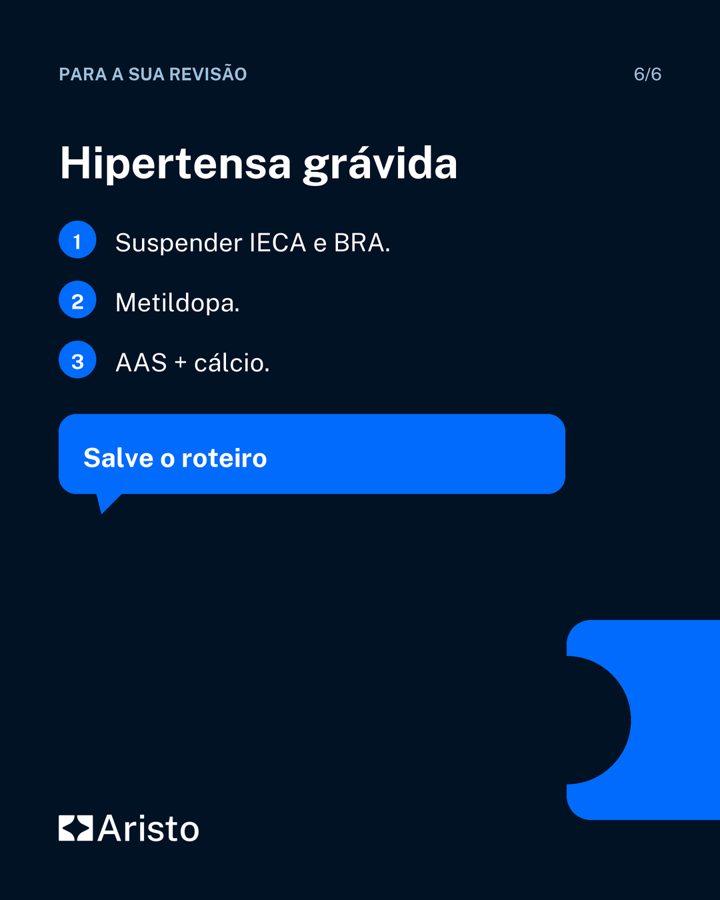 PARA A SUA REVISÃO
6/6
Hipertensa grávida
1 Suspender IECA e BRA.
2 Metildopa.
3 AAS + cálcio.
Salve o roteiro
Aristo